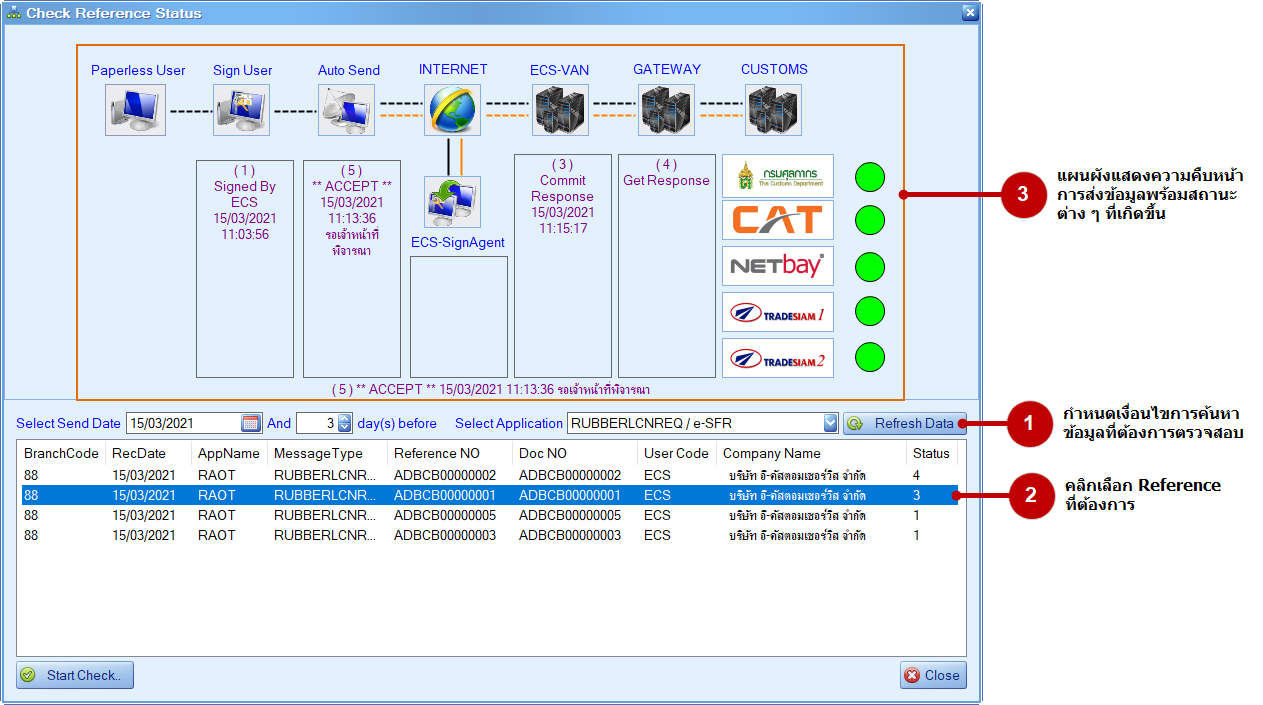 Check Reference Status
Paperless User Sign User Auto Send INTERNET ECS-VAN GATEWAY CUSTOMS
( 1 )
Signed By
ECS
15/03/2021
11:03:56
( 5 )
** ACCEPT **
15/03/2021
11:13:36
รอเจ้าหน้าที่
พิจารณา
ECS-SignAgent
( 3 )
Commit
Response
15/03/2021
11:15:17
( 4 )
Get Response
กรมศุลกากร
The Customs Department
CAT
NETbay
TRADESIAM 1
TRADESIAM 2
( 5 ) ** ACCEPT ** 15/03/2021 11:13:36 รอเจ้าหน้าที่พิจารณา
3
แผนผังแสดงความคืบหน้า
การส่งข้อมูลพร้อมสถานะ
ต่าง ๆ ที่เกิดขึ้น
Select Send Date 15/03/2021 And 3 day(s) before Select Application RUBBERLCNREQ / e-SFR Refresh Data
1
กำหนดเงื่อนไขการค้นหา
ข้อมูลที่ต้องการตรวจสอบ
BranchCode RecDate AppName MessageType Reference NO Doc NO User Code Company Name Status
88 15/03/2021 RAOT RUBBERLCNR... ADBCB00000002 ADBCB00000002 ECS บริษัท อี-คัสตอมเซอร์วิส จำกัด 4
88 15/03/2021 RAOT RUBBERLCNR... ADBCB00000001 ADBCB00000001 ECS บริษัท อี-คัสตอมเซอร์วิส จำกัด 3
88 15/03/2021 RAOT RUBBERLCNR... ADBCB00000005 ADBCB00000005 ECS บริษัท อี-คัสตอมเซอร์วิส จำกัด 1
88 15/03/2021 RAOT RUBBERLCNR... ADBCB00000003 ADBCB00000003 ECS บริษัท อี-คัสตอมเซอร์วิส จำกัด 1
2
คลิกเลือก Reference
ที่ต้องการ
Start Check.. Close